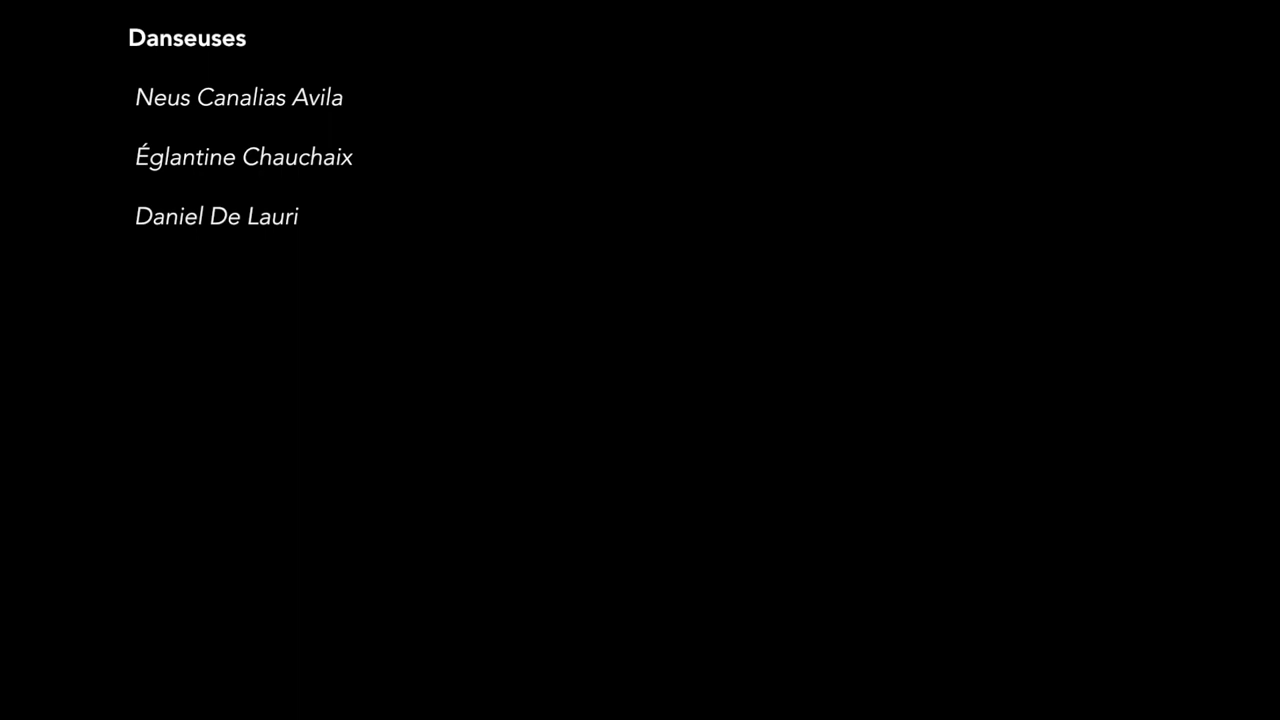 Danseuses
Neus Canalias Avila
Églantine Chauchaix
Daniel De Lauri